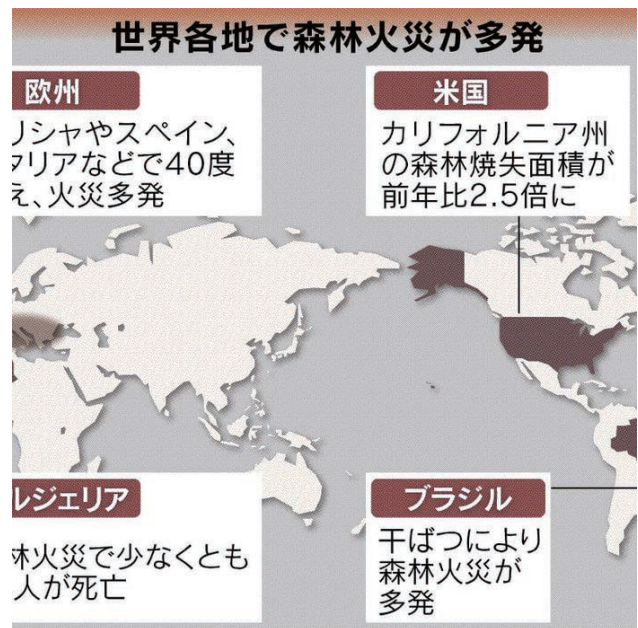 世界各地で森林火災が多発
欧州
リシャやスペイン、
タリアなどで40度
え、火災多発
米国
カリフォルニア州
の森林焼失面積が
前年比2.5倍に
ルジェリア
林火災で少なくとも
人が死亡
ブラジル
干ばつにより
森林火災が
多発